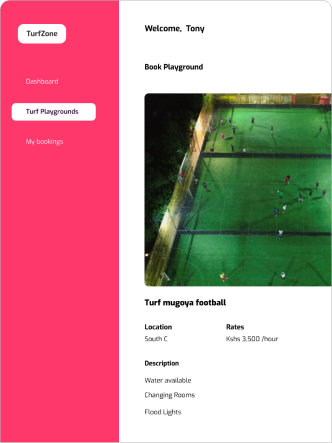 TurfZone
Dashboard
Turf Playgrounds
My bookings
Welcome, Tony
Book Playground
Turf mugoya football
Location
Rates
South C
Kshs 3,500 /hour
Description
Water available
Changing Rooms
Flood Lights